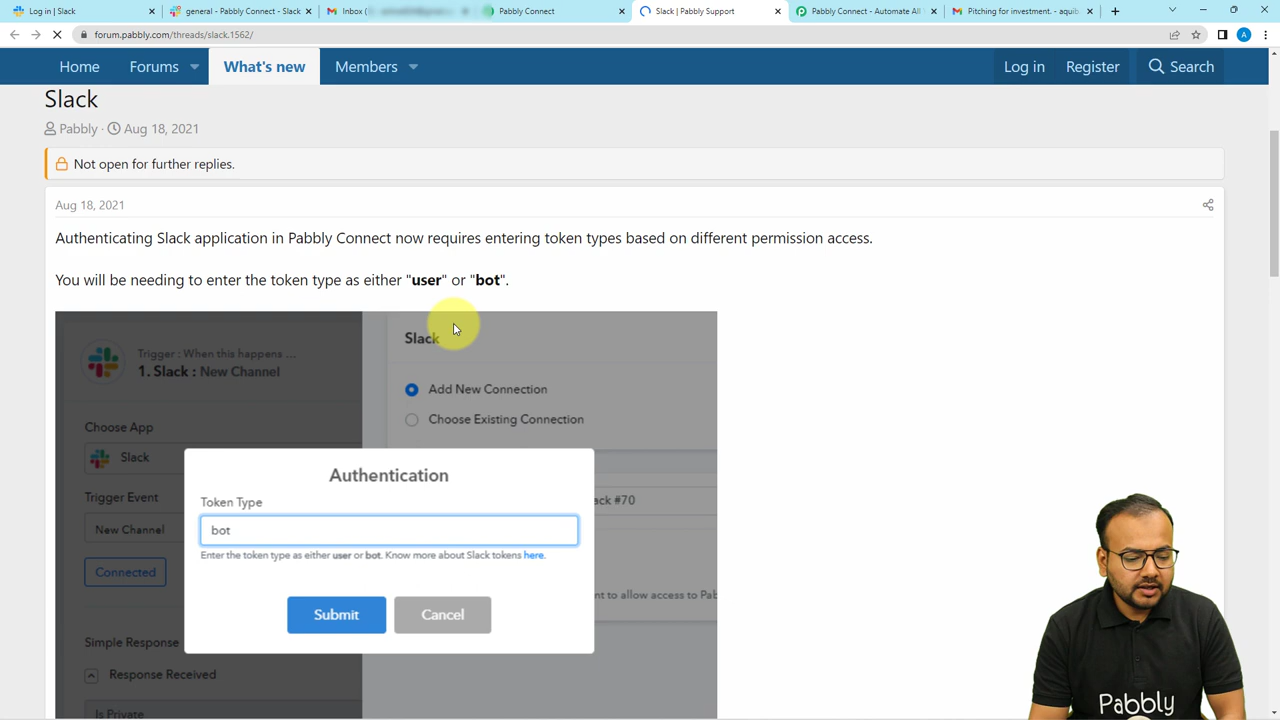 Log in | Slack
general - Pabbly Connect - Slack
Inbox (
Pabbly Connect
Slack | Pabbly Support
Pabbly Connect - Automate All
Pitching for investment. - aquib
forum.pabbly.com/threads/slack.1562/
A
Home Forums What's new Members Log in Register Search
Slack
Pabbly · Aug 18, 2021
Not open for further replies.
Aug 18, 2021
Authenticating Slack application in Pabbly Connect now requires entering token types based on different permission access.
You will be needing to enter the token type as either "user" or "bot".
Trigger : When this happens ...
1. Slack : New Channel
Choose App
Slack
Trigger Event
New Channel
Connected
Simple Response
Response Received
Is Private
Slack
Add New Connection
Choose Existing Connection
ack #70
nt to allow access to Pab
Authentication
Token Type
bot
Enter the token type as either user or bot. Know more about Slack tokens here.
Submit Cancel
Pabbly